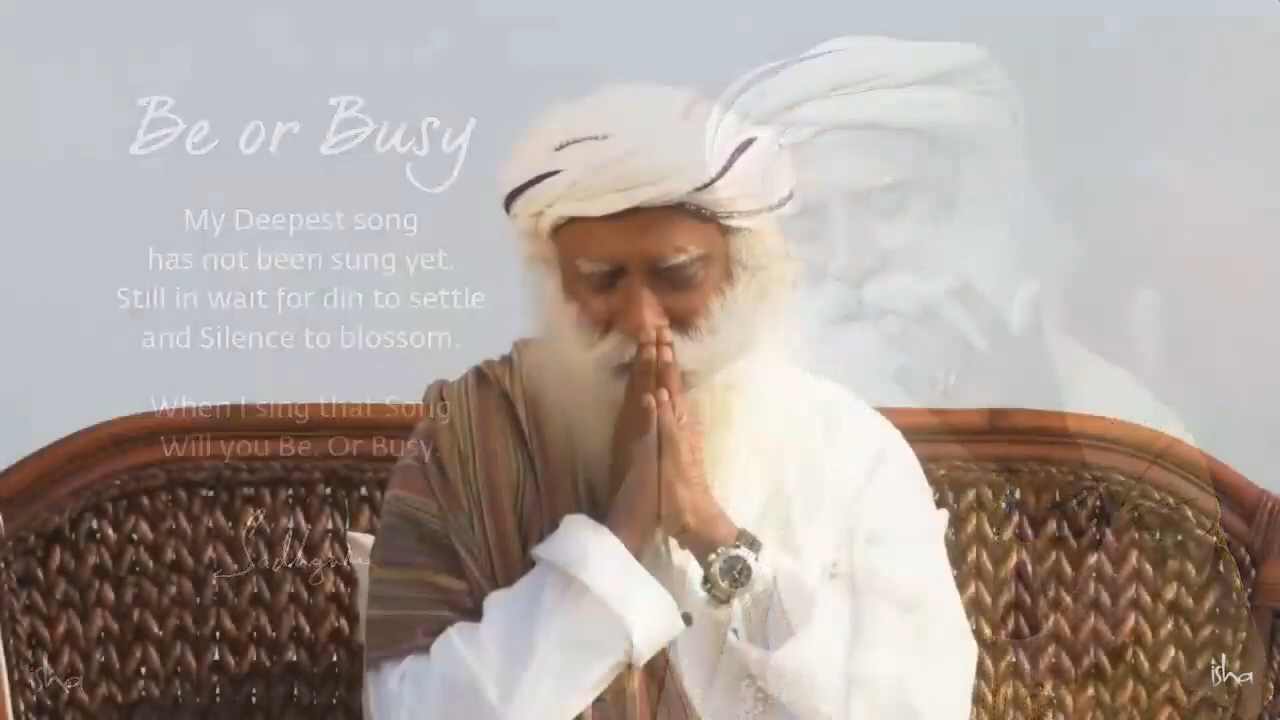 Be or Busy
My Deepest song
has not been sung yet.
Still in wait for din to settle
and Silence to blossom.
When I sing that Song
Will you Be. Or Busy.
Sadhguru
isha
isha